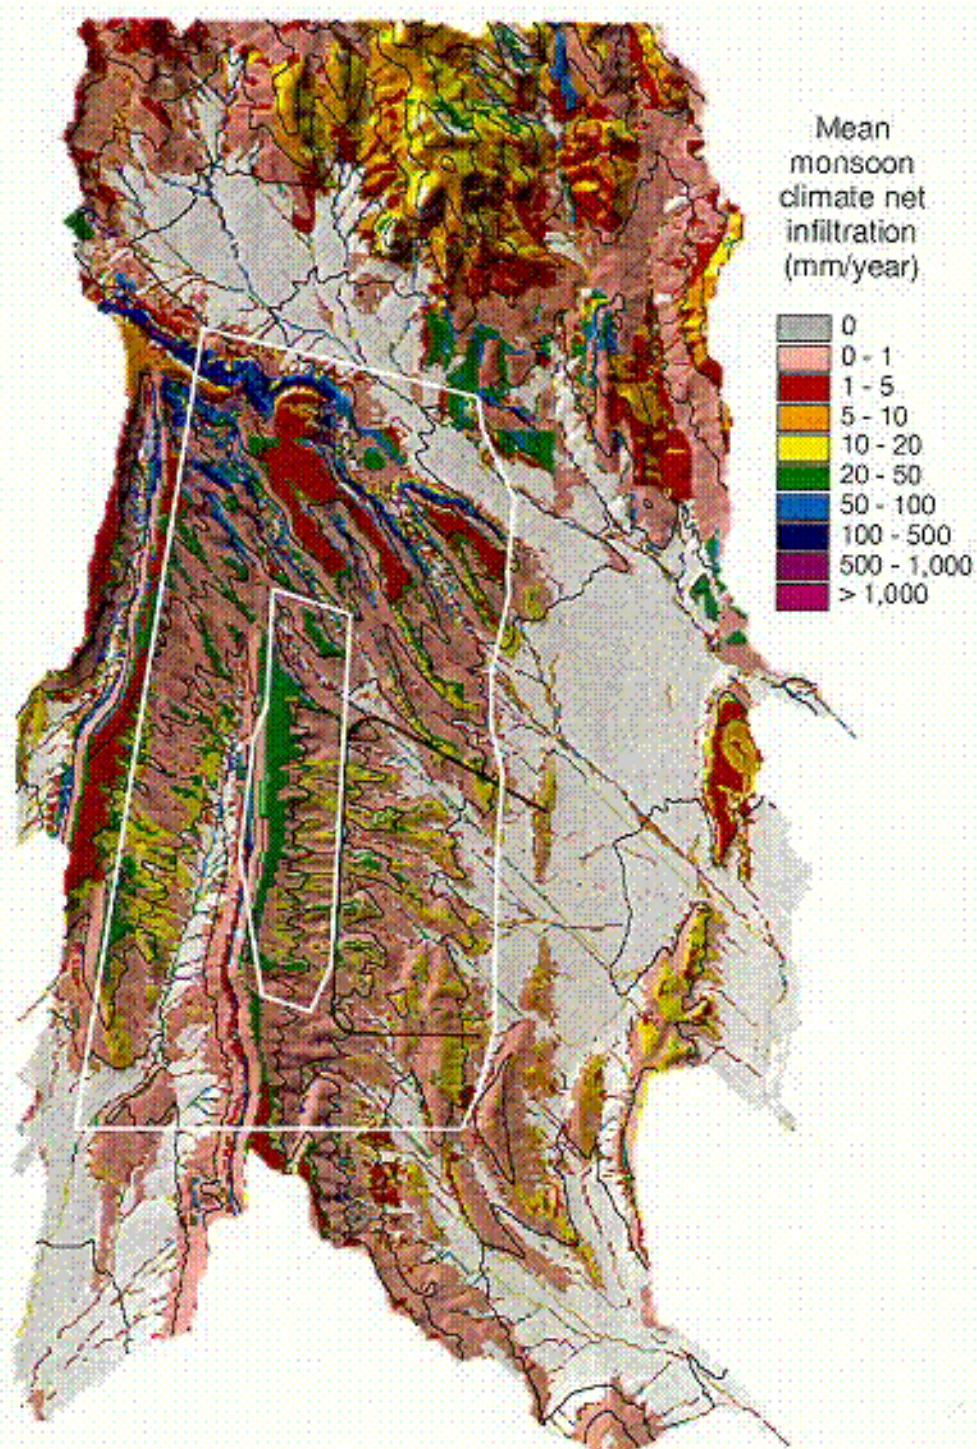 Mean
monsoon
climate net
infiltration
(mm/year)
0
0 - 1
1 - 5
5 - 10
10 - 20
20 - 50
50 - 100
100 - 500
500 - 1,000
> 1,000